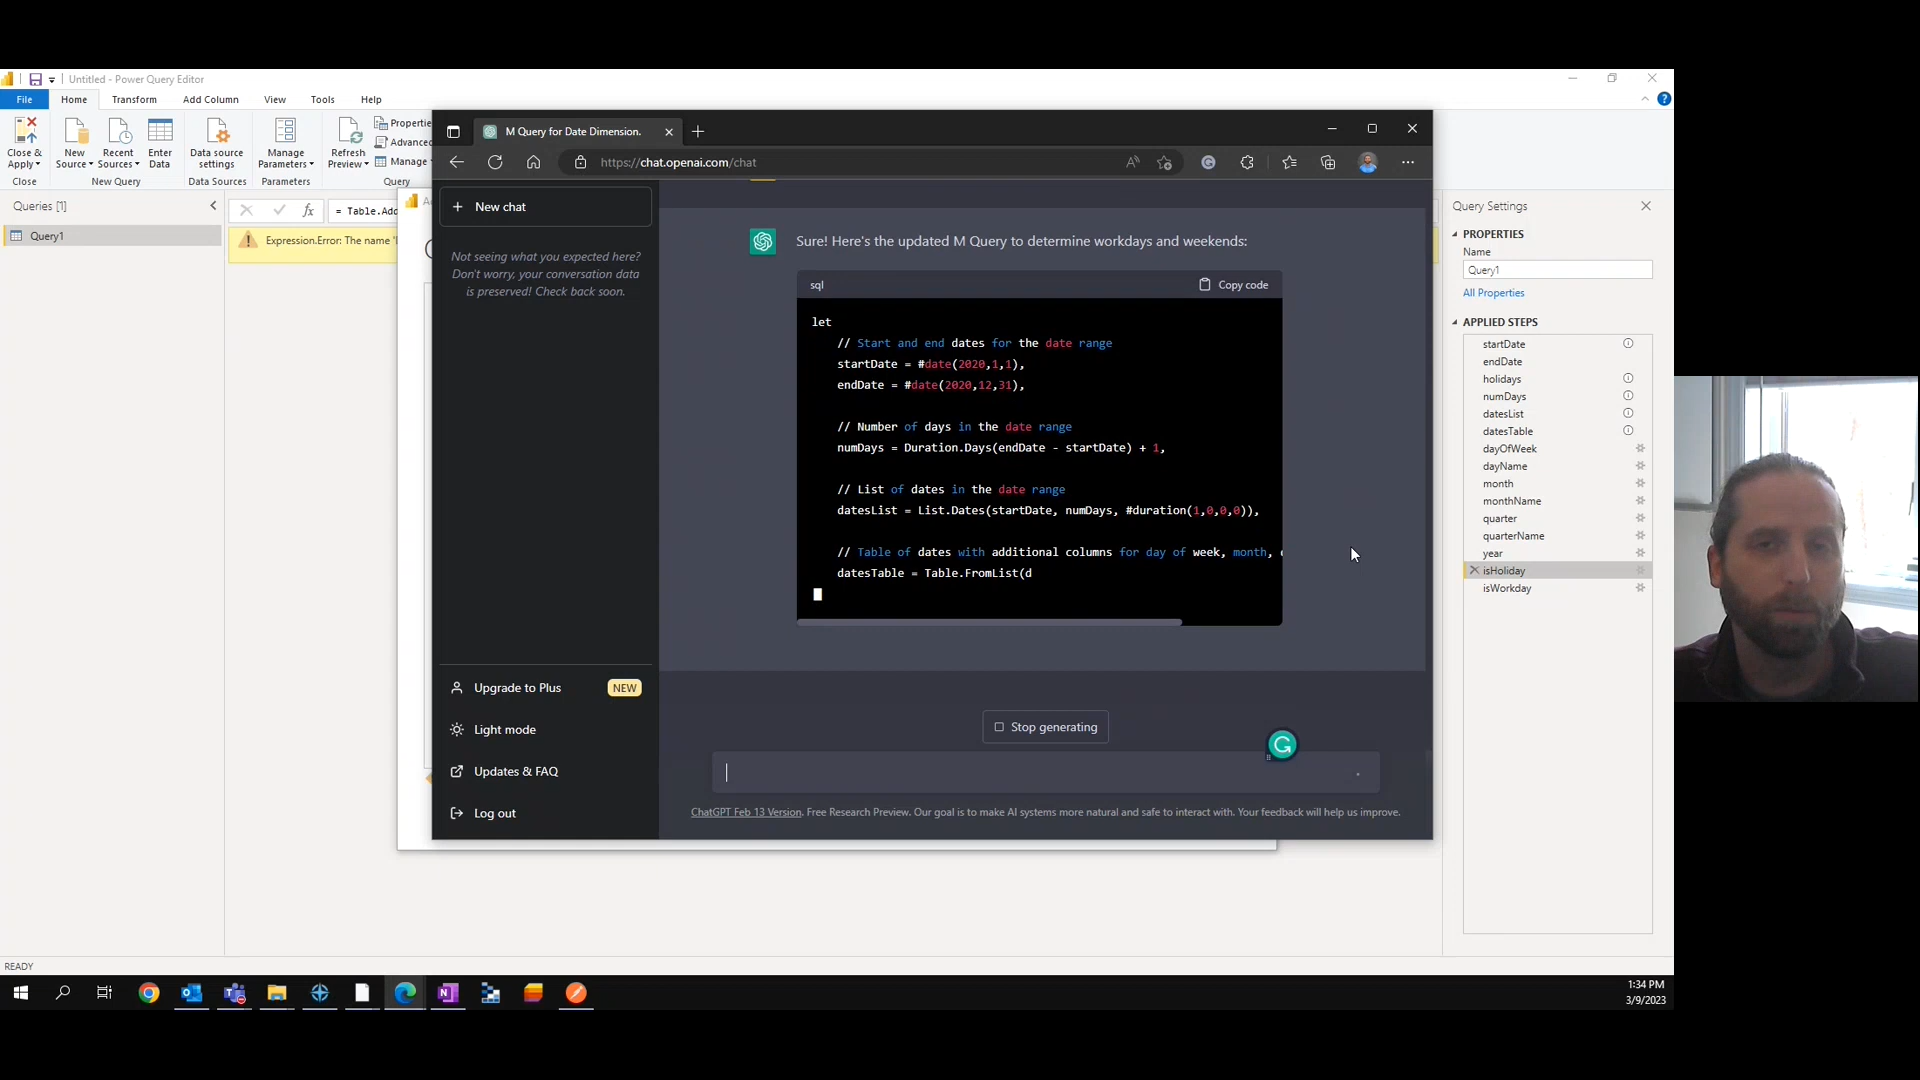 Untitled - Power Query Editor
File
Home
Transform
Add Column
View
Tools
Help
Close &
Apply
New
Source
Recent
Sources
Enter
Data
Data source
settings
Manage
Parameters
Refresh
Preview
Manage
Close
New Query
Data Sources
Parameters
Query
Queries [1]
Query1
fx
= Table.Add
Expression.Error: The name '
M Query for Date Dimension.
https://chat.openai.com/chat
New chat
Not seeing what you expected here?
Don't worry, your conversation data
is preserved! Check back soon.
Upgrade to Plus
NEW
Light mode
Updates & FAQ
Log out
Sure! Here's the updated M Query to determine workdays and weekends:
sql
Copy code
let
// Start and end dates for the date range
startDate = #date(2020,1,1),
endDate = #date(2020,12,31),
// Number of days in the date range
numDays = Duration.Days(endDate - startDate) + 1,
// List of dates in the date range
datesList = List.Dates(startDate, numDays, #duration(1,0,0,0)),
// Table of dates with additional columns for day of week, month,
datesTable = Table.FromList(d
Stop generating
ChatGPT Feb 13 Version. Free Research Preview. Our goal is to make AI systems more natural and safe to interact with. Your feedback will help us improve.
Query Settings
PROPERTIES
Name
Query1
All Properties
APPLIED STEPS
startDate
endDate
holidays
numDays
datesList
datesTable
dayOfWeek
dayName
month
monthName
quarter
quarterName
year
isHoliday
isWorkday
READY
1:34 PM
3/9/2023